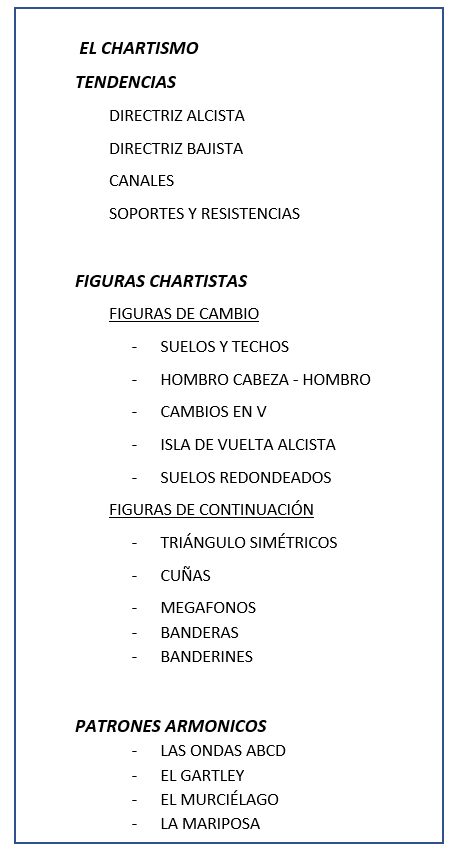 EL CHARTISMO
TENDENCIAS
DIRECTRIZ ALCISTA
DIRECTRIZ BAJISTA
CANALES
SOPORTES Y RESISTENCIAS
FIGURAS CHARTISTAS
FIGURAS DE CAMBIO
- SUELOS Y TECHOS
- HOMBRO CABEZA - HOMBRO
- CAMBIOS EN V
- ISLA DE VUELTA ALCISTA
- SUELOS REDONDEADOS
FIGURAS DE CONTINUACIÓN
- TRIÁNGULO SIMÉTRICOS
- CUÑAS
- MEGAFONOS
- BANDERAS
- BANDERINES
PATRONES ARMONICOS
- LAS ONDAS ABCD
- EL GARTLEY
- EL MURCIÉLAGO
- LA MARIPOSA